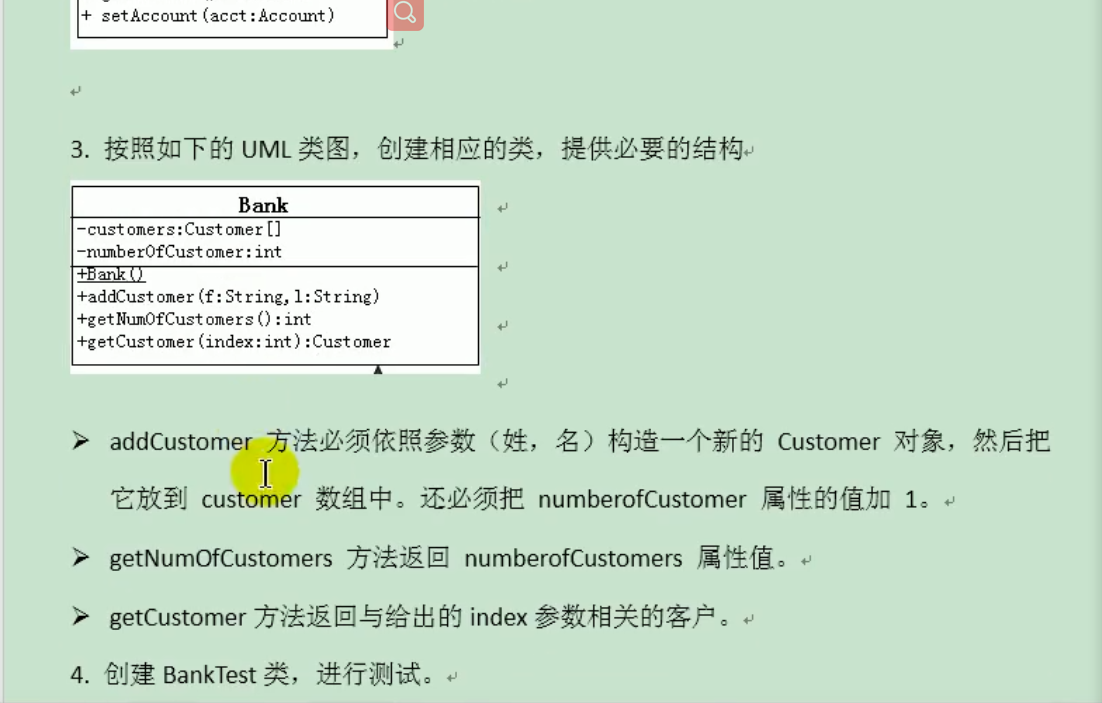 + setAccount(acct:Account)
3. 按照如下的 UML 类图，创建相应的类，提供必要的结构
Bank
-customers:Customer[]
-numberOfCustomer:int
+Bank()
+addCustomer(f:String,l:String)
+getNumOfCustomers():int
+getCustomer(index:int):Customer
➢ addCustomer 方法必须依照参数（姓，名）构造一个新的 Customer 对象，然后把
它放到 customer 数组中。还必须把 numberofCustomer 属性的值加 1。
➢ getNumOfCustomers 方法返回 numberofCustomers 属性值。
➢ getCustomer 方法返回与给出的 index 参数相关的客户。
4. 创建 BankTest 类，进行测试。